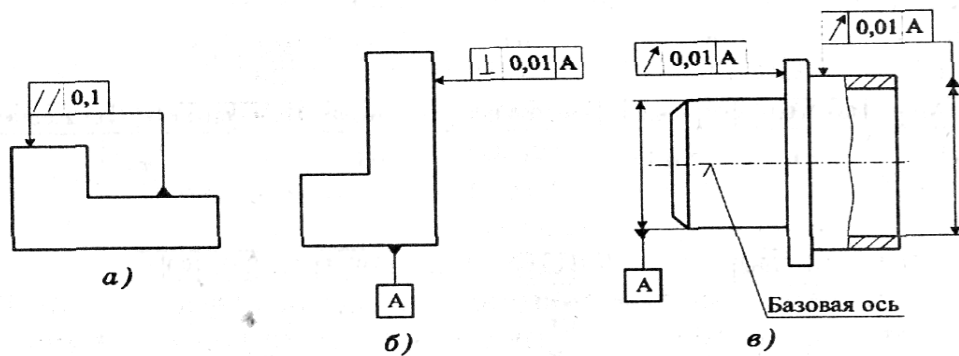 // 0,1
а)
⊥ 0,01 А
А
б)
↗ 0,01 А
↗ 0,01 А
А
Базовая ось
в)